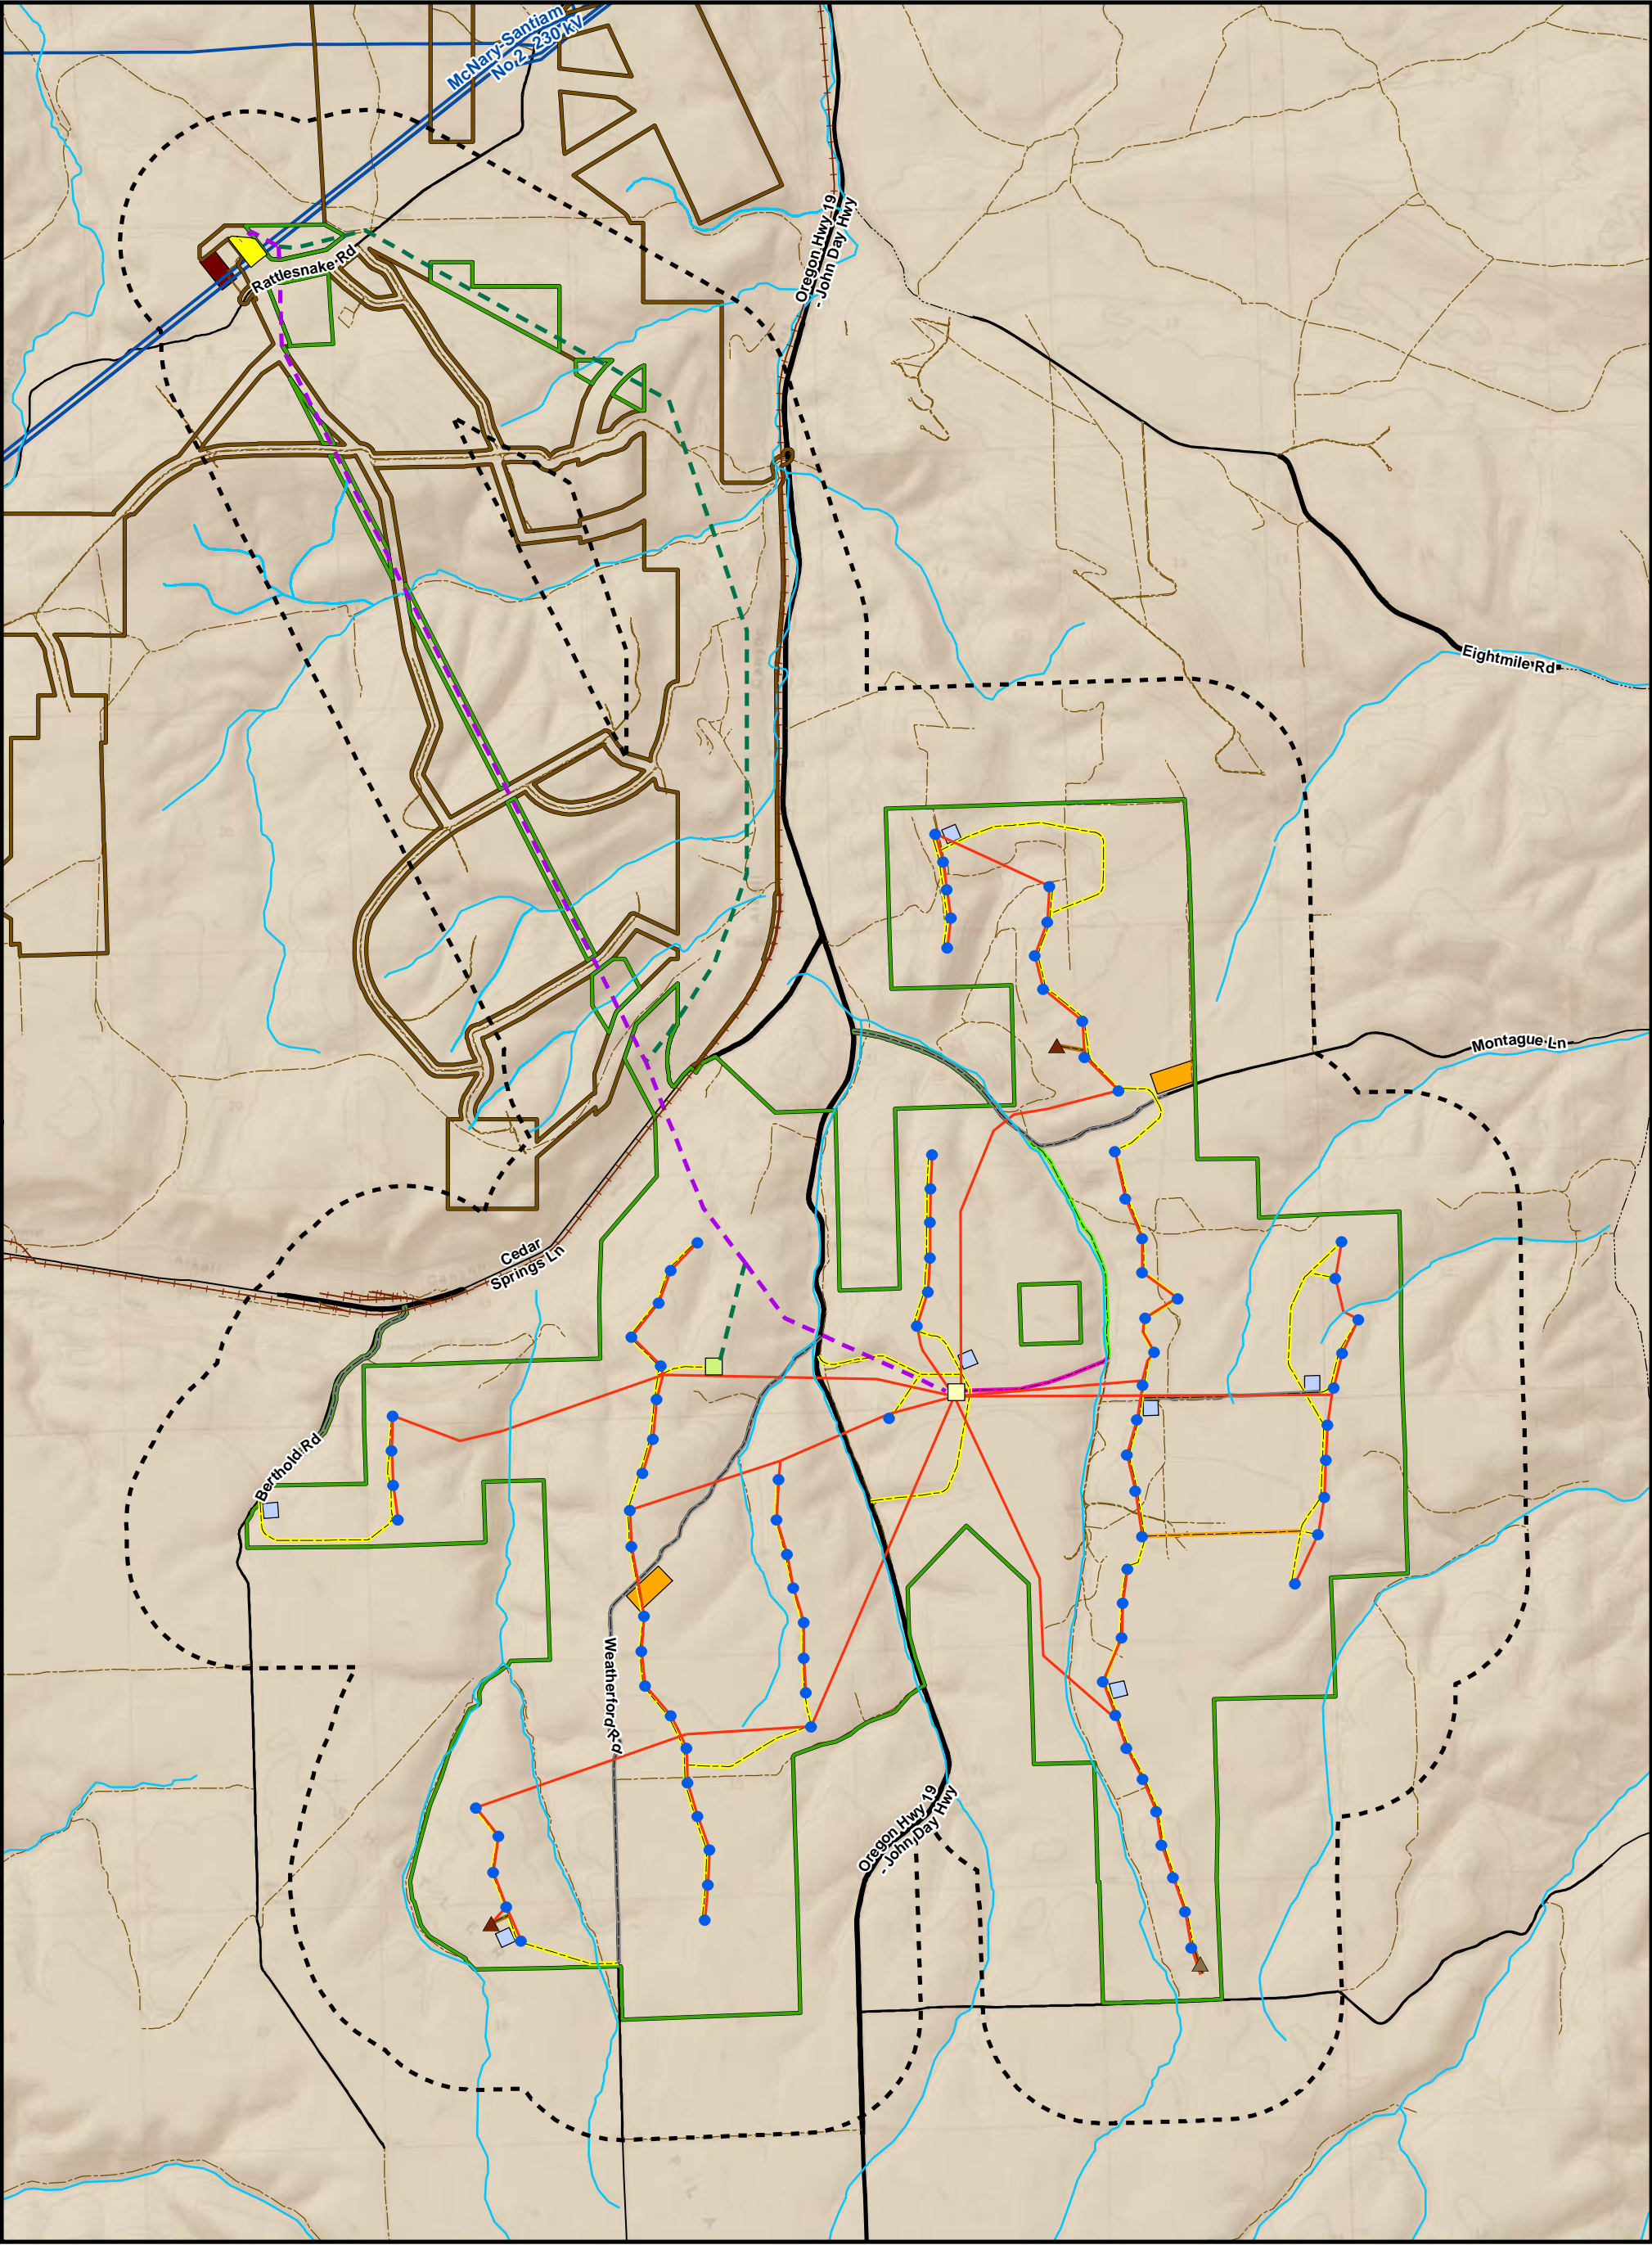 McNary-Santiam
No.2, 230 kV
Oregon Hwy 19
- John Day Hwy
Rattlesnake Rd
Eightmile Rd
Montague Ln
Cedar
Springs Ln
Berthold Rd
Weatherford Rd
Oregon Hwy 19
- John Day Hwy